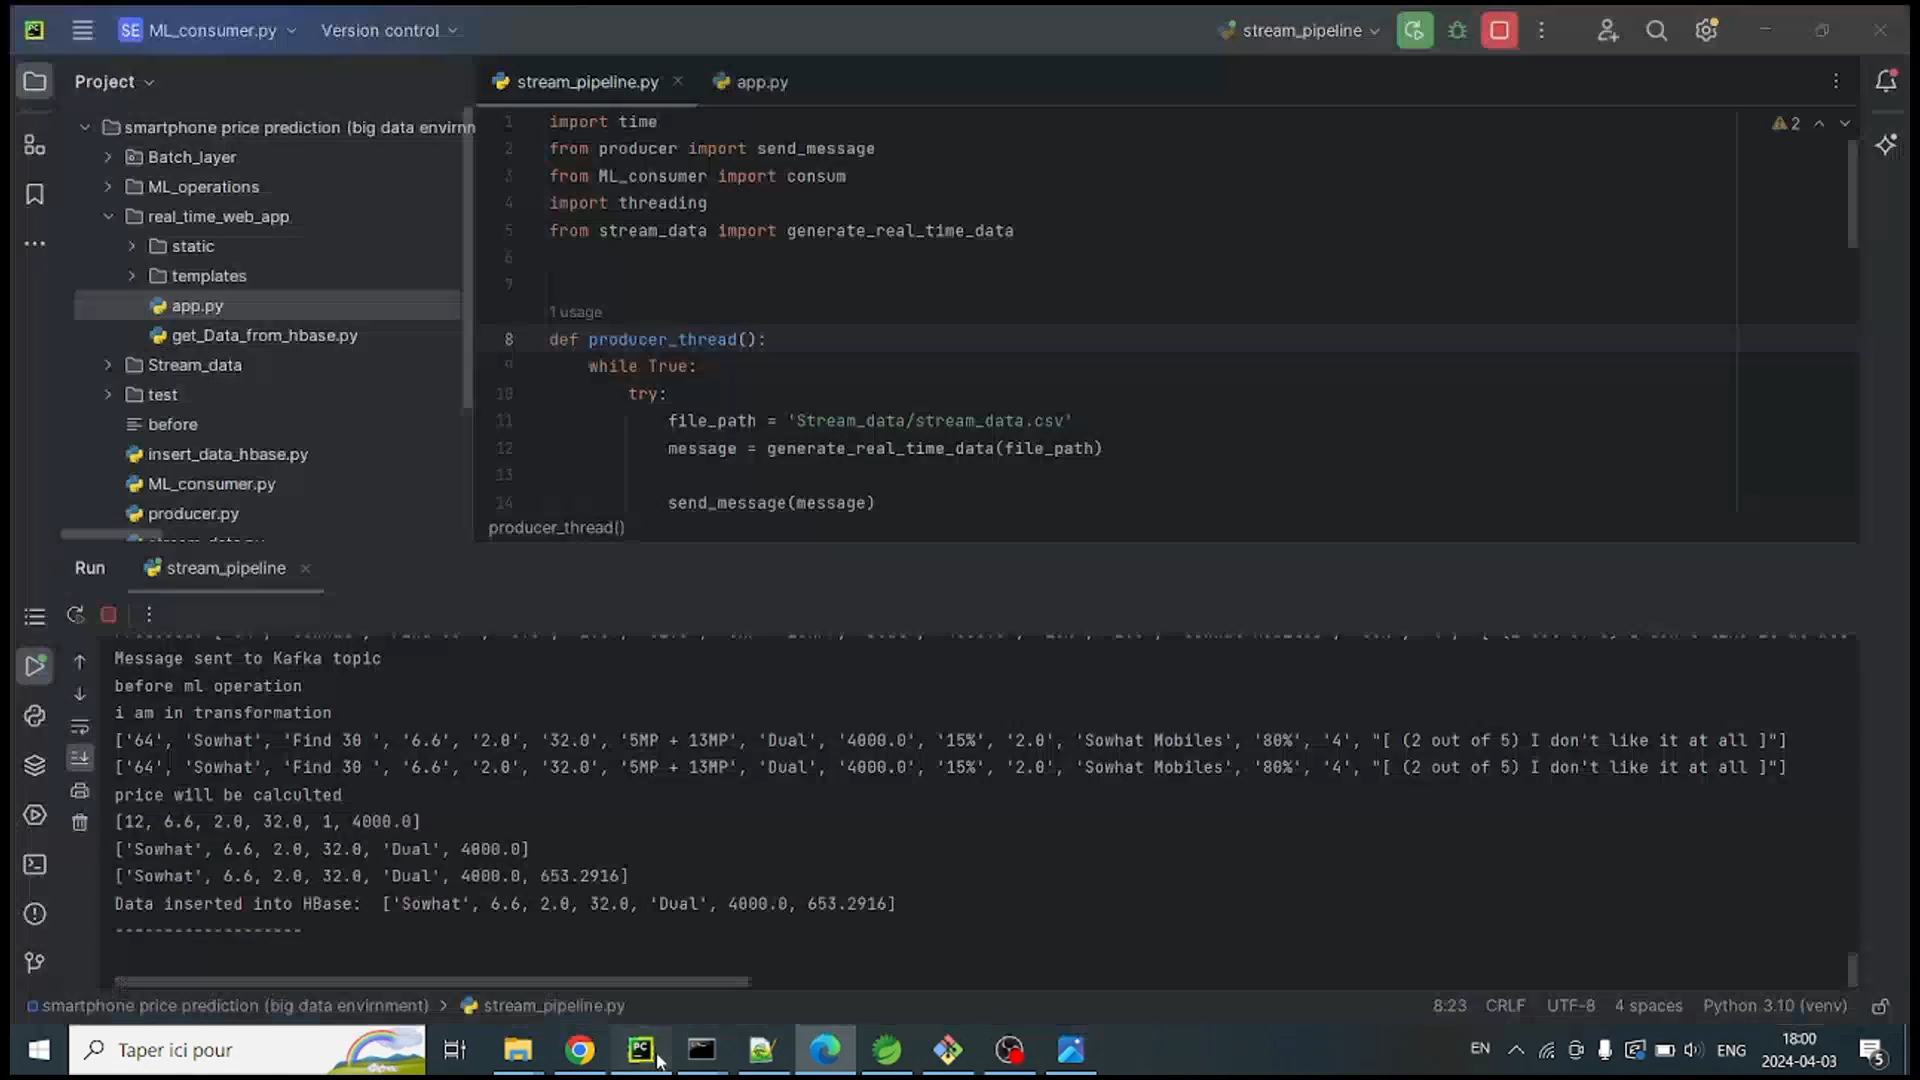 SE ML_consumer.py
Version control
stream_pipeline
Project
smartphone price prediction (big data envirnn
Batch_layer
ML_operations
real_time_web_app
static
templates
app.py
get_Data_from_hbase.py
Stream_data
test
before
insert_data_hbase.py
ML_consumer.py
producer.py
stream_pipeline.py
app.py
2
1 import time
2 from producer import send_message
3 from ML_consumer import consum
4 import threading
5 from stream_data import generate_real_time_data
6
7
1 usage
8 def producer_thread():
9 while True:
10 try:
11 file_path = 'Stream_data/stream_data.csv'
12 message = generate_real_time_data(file_path)
13
14 send_message(message)
producer_thread()
Run
stream_pipeline
Message sent to Kafka topic
before ml operation
i am in transformation
['64', 'Sowhat', 'Find 30 ', '6.6', '2.0', '32.0', '5MP + 13MP', 'Dual', '4000.0', '15%', '2.0', 'Sowhat Mobiles', '80%', '4', "[ (2 out of 5) I don't like it at all ]"]
['64', 'Sowhat', 'Find 30 ', '6.6', '2.0', '32.0', '5MP + 13MP', 'Dual', '4000.0', '15%', '2.0', 'Sowhat Mobiles', '80%', '4', "[ (2 out of 5) I don't like it at all ]"]
price will be calculted
[12, 6.6, 2.0, 32.0, 1, 4000.0]
['Sowhat', 6.6, 2.0, 32.0, 'Dual', 4000.0]
['Sowhat', 6.6, 2.0, 32.0, 'Dual', 4000.0, 653.2916]
Data inserted into HBase:  ['Sowhat', 6.6, 2.0, 32.0, 'Dual', 4000.0, 653.2916]
-------------------
smartphone price prediction (big data envirnment) > stream_pipeline.py
8:23 CRLF UTF-8 4 spaces Python 3.10 (venv)
Taper ici pour
PC
EN
ENG
18:00
2024-04-03
5